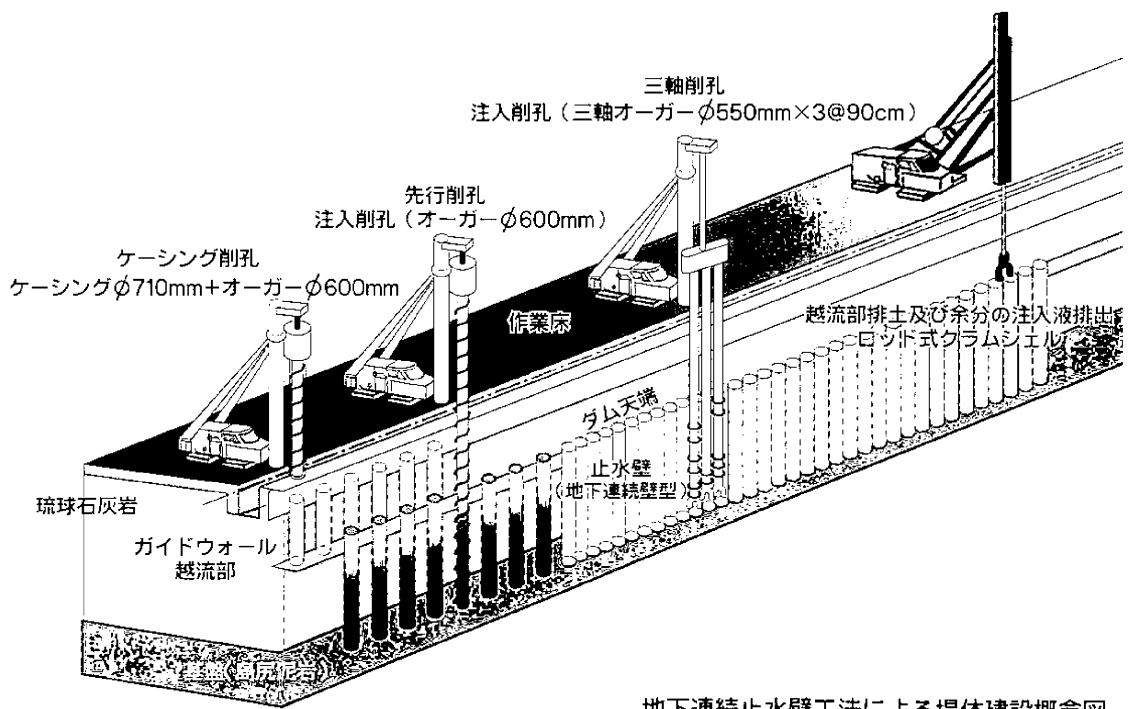 三軸削孔
注入削孔（三軸オーガーφ550mm×3@90cm）
先行削孔
注入削孔（オーガーφ600mm）
ケーシング削孔
ケーシングφ710mm＋オーガーφ600mm
作業床
越流部排土及び余分の注入液排出
ロッド式クラムシェル
ダム天端
止水壁
（地下連続壁型）
琉球石灰岩
ガイドウォール
越流部
基盤（島尻泥岩）
地下連続止水壁工法による堤体建設概念図